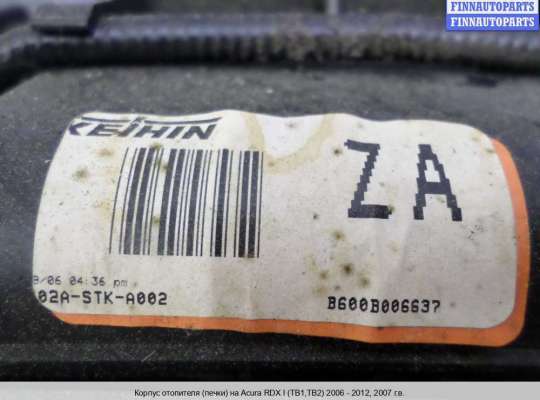 FINNAUTOPARTS
FINNAUTOPARTS
KEIHIN
ZA
8/06 04:36 pm
02A-STK-A002
B600B006637
Корпус отопителя (печки) на Acura RDX I (TB1,TB2) 2006 - 2012, 2007 г.в.